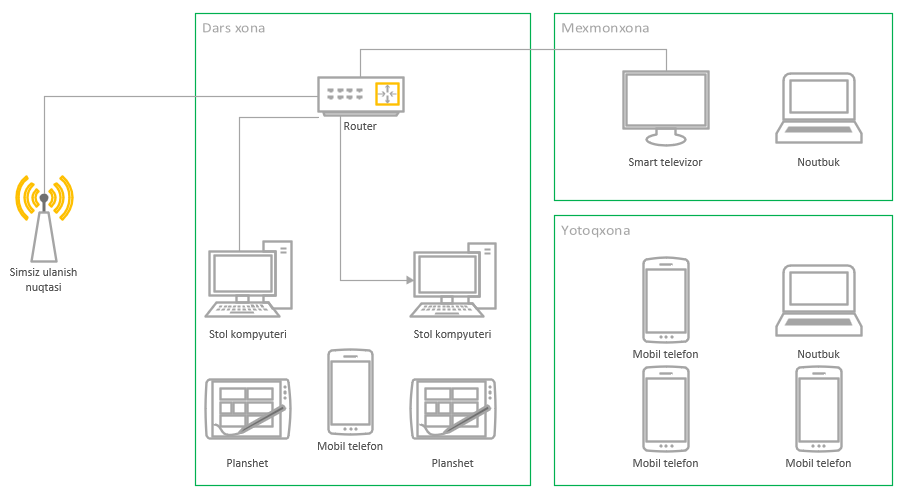 Dars xona
Router
Simsiz ulanish
nuqtasi
Stol kompyuteri
Stol kompyuteri
Mobil telefon
Planshet
Planshet
Mexmonxona
Smart televizor
Noutbuk
Yotoqxona
Mobil telefon
Noutbuk
Mobil telefon
Mobil telefon